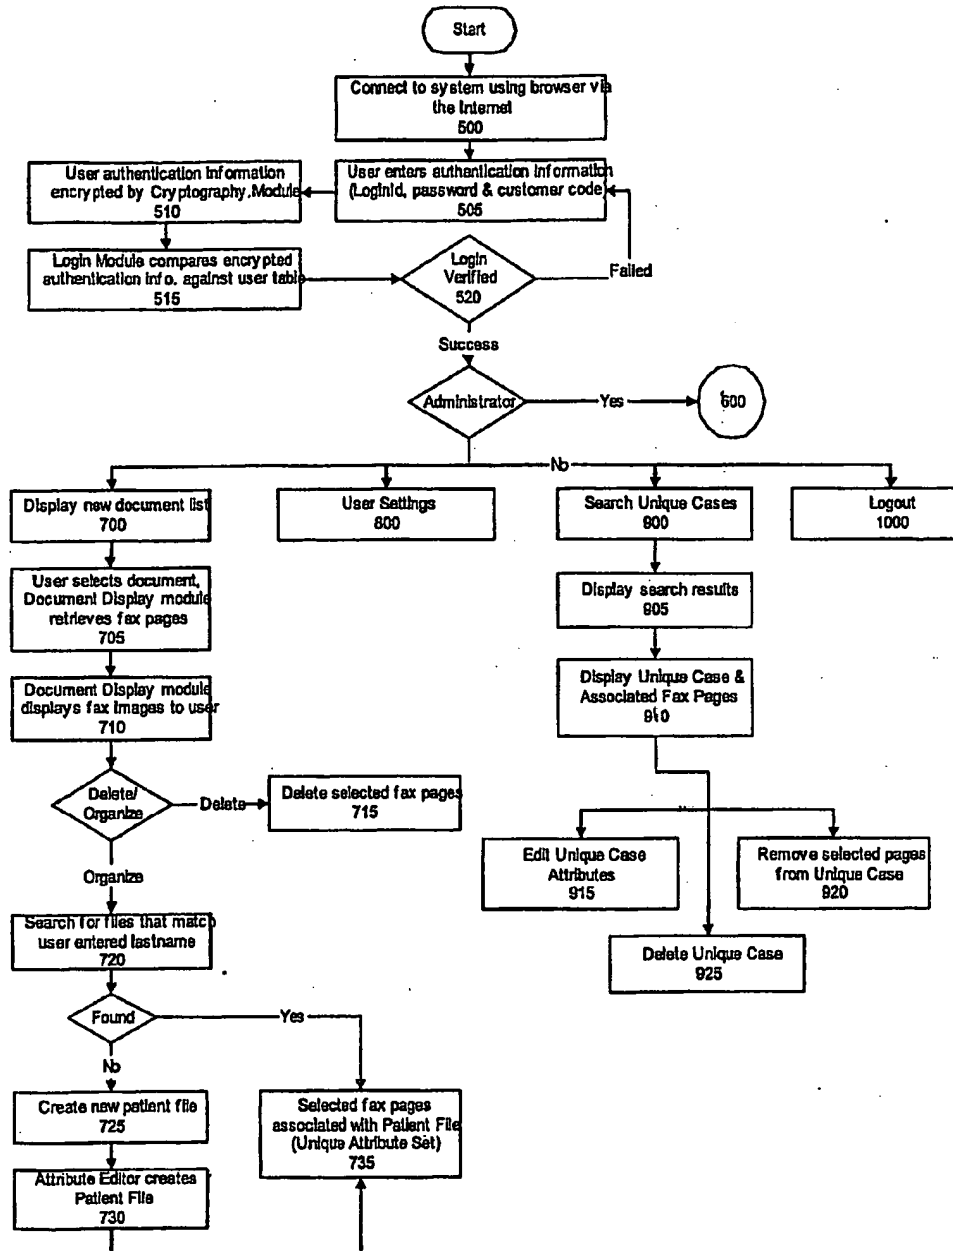 Start
Connect to system using browser via
the Internet
500
User enters authentication information
(LoginId, password & customer code)
505
User authentication information
encrypted by Cryptography.Module
510
Login Module compares encrypted
authentication info. against user table
515
Login
Verified
520
Failed
Success
Administrator
Yes
600
No
Display new document list
700
User Settings
800
Search Unique Cases
900
Logout
1000
User selects document,
Document Display module
retrieves fax pages
705
Display search results
905
Document Display module
displays fax images to user
710
Display Unique Case &
Associated Fax Pages
910
Delete/
Organize
Delete
Delete selected fax pages
715
Edit Unique Case
Attributes
915
Remove selected pages
from Unique Case
920
Organize
Search for files that match
user entered lastname
720
Delete Unique Case
925
Found
Yes
No
Create new patient file
725
Selected fax pages
associated with Patient File
(Unique Attribute Set)
735
Attribute Editor creates
Patient File
730